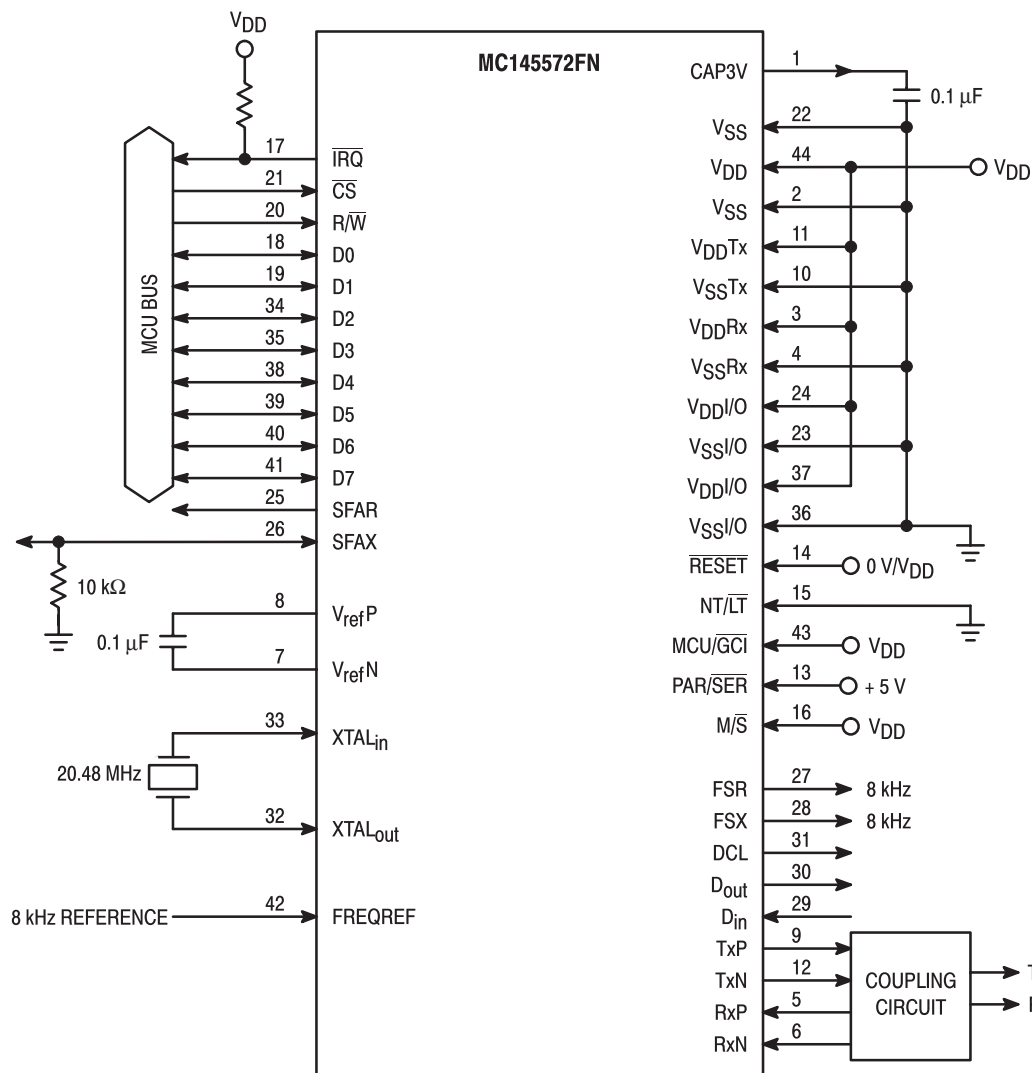 VDD
MC145572FN
MCU BUS
17 IRQ
21 CS
20 R/W
18 D0
19 D1
34 D2
35 D3
38 D4
39 D5
40 D6
41 D7
25 SFAR
26 SFAX
10 kΩ
8 VrefP
0.1 µF
7 VrefN
33 XTALin
20.48 MHz
32 XTALout
8 kHz REFERENCE 42 FREQREF
CAP3V 1
0.1 µF
VSS 22
VDD 44 VDD
VSS 2
VDDTx 11
VSSTx 10
VDDRx 3
VSSRx 4
VDDI/O 24
VSSI/O 23
VDDI/O 37
VSSI/O 36
RESET 14 0 V/VDD
NT/LT 15
MCU/GCI 43 VDD
PAR/SER 13 + 5 V
M/S 16 VDD
FSR 27 8 kHz
FSX 28 8 kHz
DCL 31
Dout 30
Din 29
TxP 9
TxN 12
RxP 5
RxN 6
COUPLING
CIRCUIT